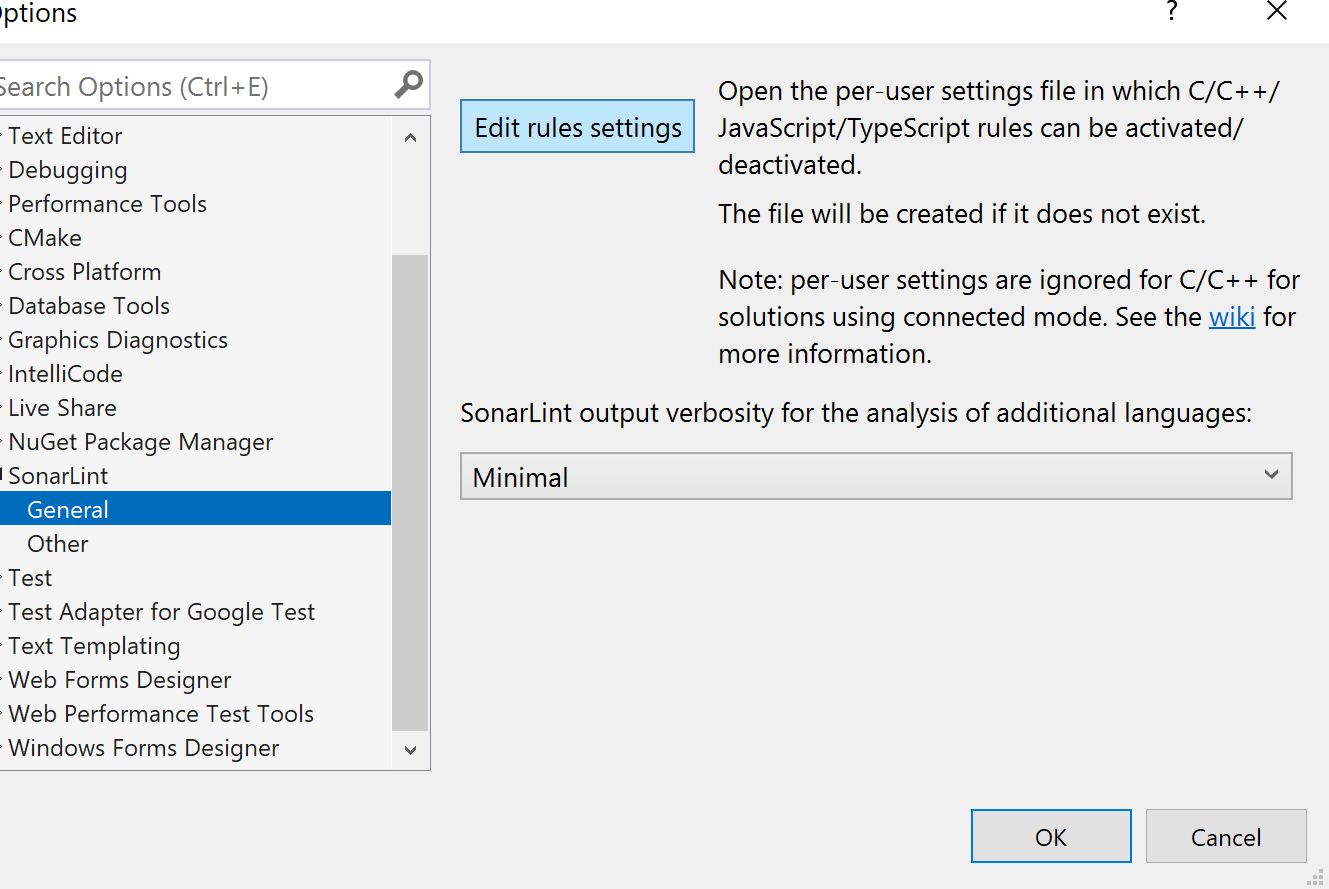 ptions
?
Search Options (Ctrl+E)
Text Editor
Debugging
Performance Tools
CMake
Cross Platform
Database Tools
Graphics Diagnostics
IntelliCode
Live Share
NuGet Package Manager
SonarLint
General
Other
Test
Test Adapter for Google Test
Text Templating
Web Forms Designer
Web Performance Test Tools
Windows Forms Designer
Edit rules settings
Open the per-user settings file in which C/C++/
JavaScript/TypeScript rules can be activated/
deactivated.
The file will be created if it does not exist.
Note: per-user settings are ignored for C/C++ for
solutions using connected mode. See the wiki for
more information.
SonarLint output verbosity for the analysis of additional languages:
Minimal
OK
Cancel